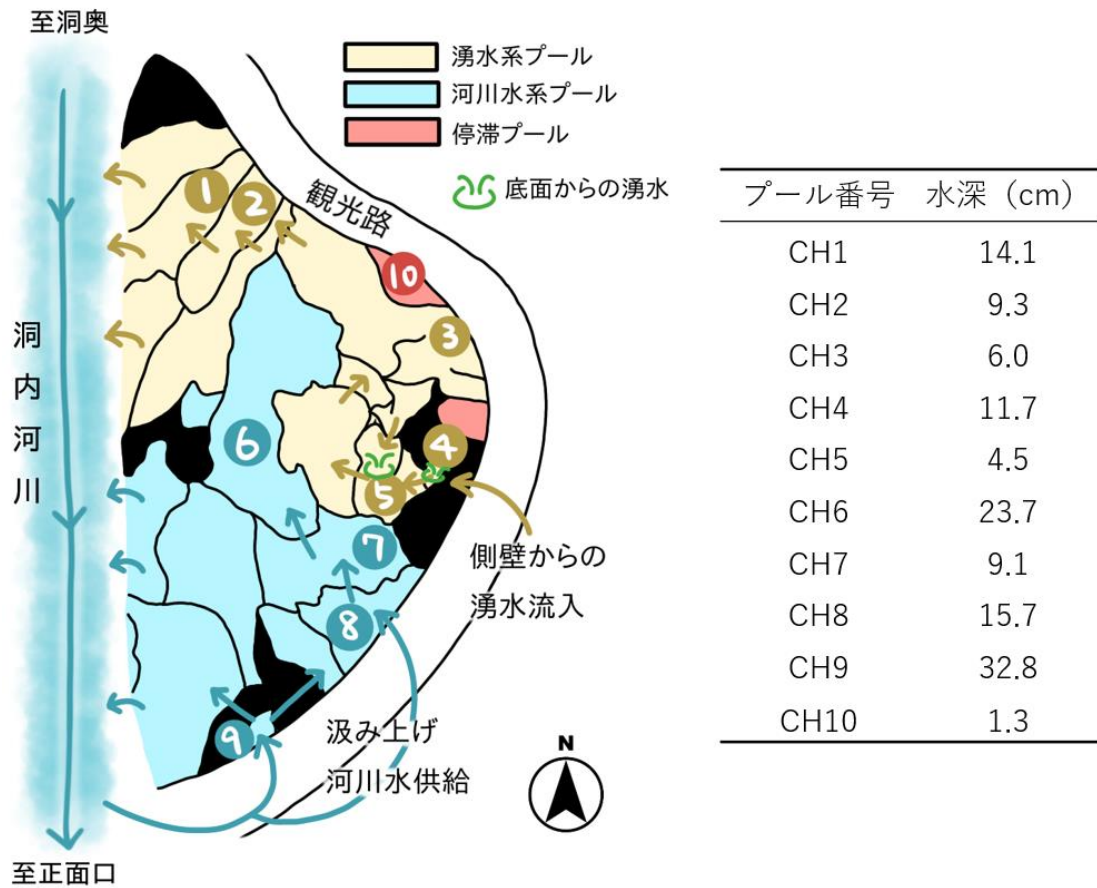 至洞奥
湧水系プール
河川水系プール
停滞プール
底面からの湧水
観光路
1
2
10
3
洞内河川
6
4
5
7
側壁からの
湧水流入
8
9
汲み上げ
河川水供給
N
至正面口
プール番号 水深（cm）
CH1 14.1
CH2 9.3
CH3 6.0
CH4 11.7
CH5 4.5
CH6 23.7
CH7 9.1
CH8 15.7
CH9 32.8
CH10 1.3